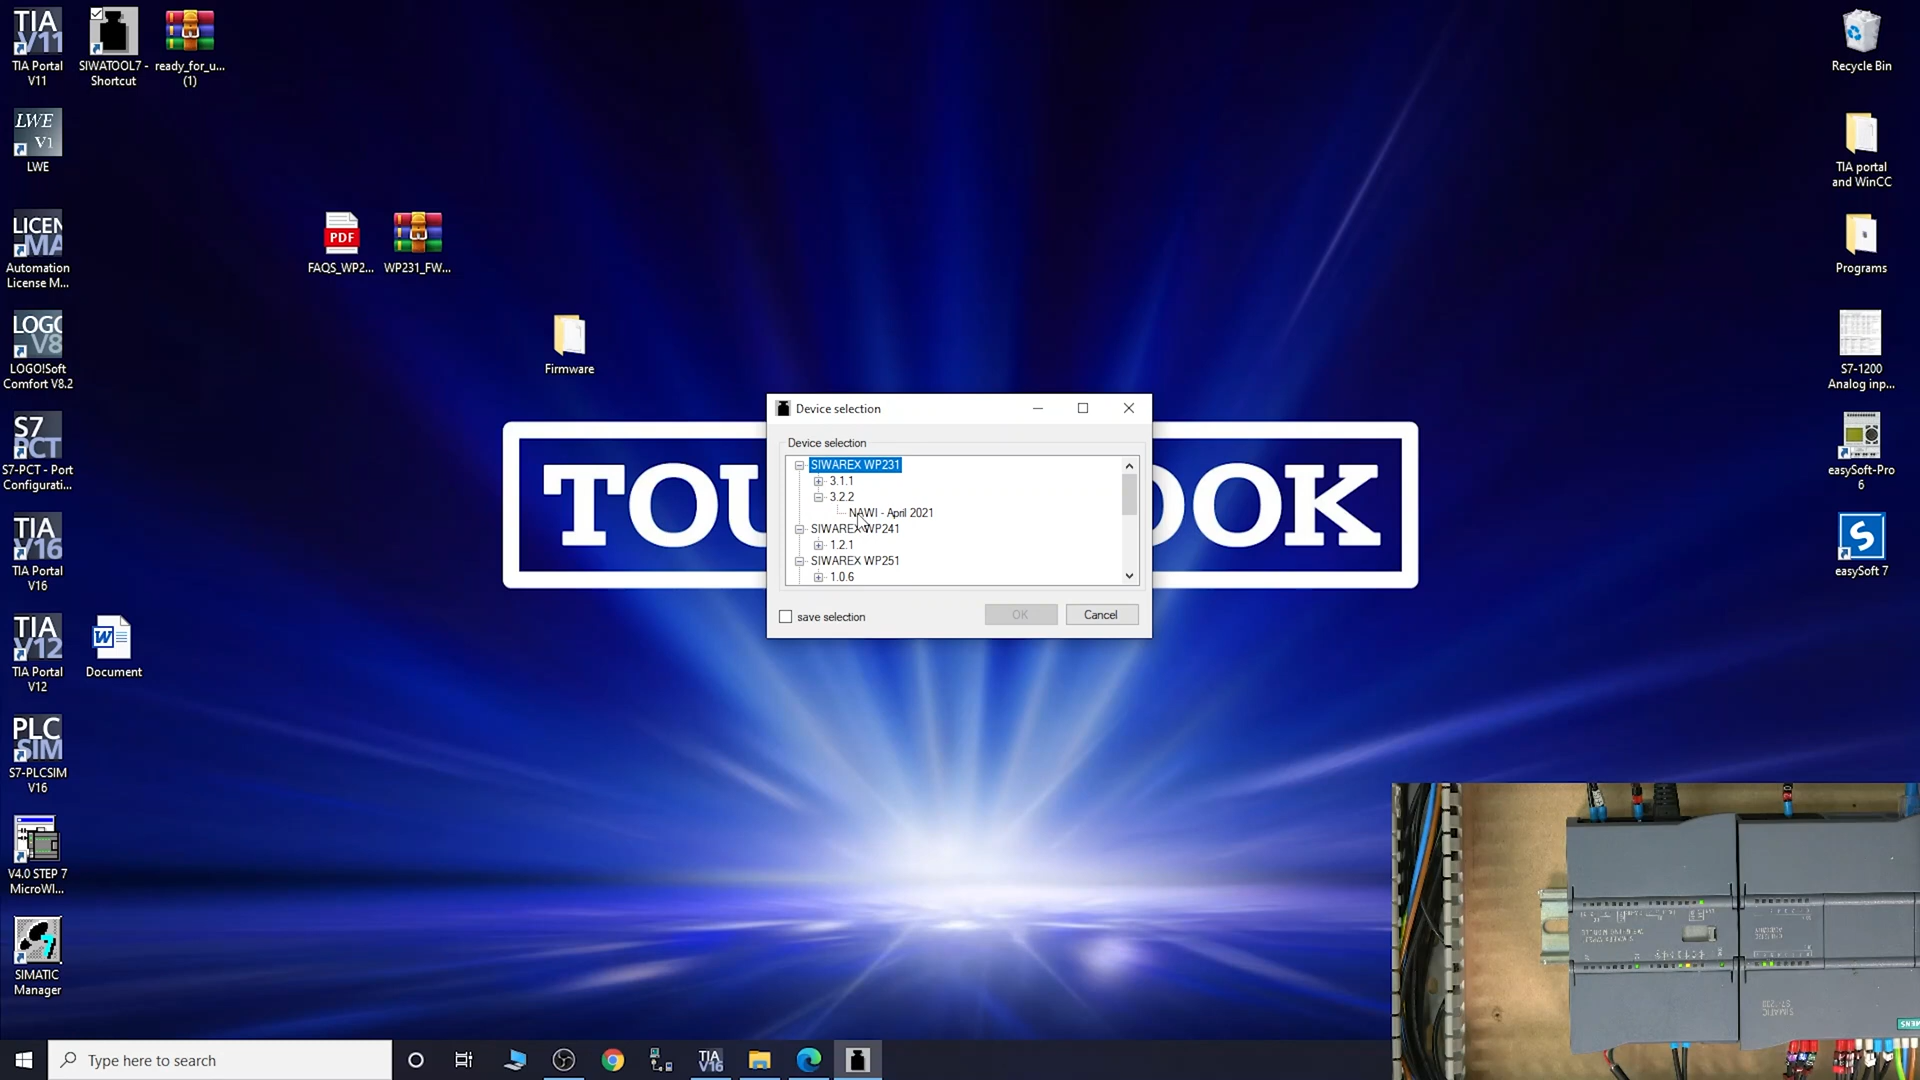 TIA
V11
TIA Portal
V11
SIWATOOL7 -
Shortcut
ready_for_u...
(1)
LWE
V1
LWE
LICEN
MA
Automation
License M...
LOGO
V8
LOGO!Soft
Comfort V8.2
S7
PCT
S7-PCT - Port
Configurati...
TIA
V16
TIA Portal
V16
TIA
V12
TIA Portal
V12
W
Document
PLC
SIM
S7-PLCSIM
V16
V4.0 STEP 7
MicroWI...
7
SIMATIC
Manager
PDF
FAQS_WP2...
WP231_FW...
Firmware
Recycle Bin
TIA portal
and WinCC
Programs
S7-1200
Analog inp...
easySoft-Pro
6
S
easySoft 7
TOU
OOK
Device selection
Device selection
SIWAREX WP231
3.1.1
3.2.2
NAWI - April 2021
SIWAREX WP241
1.2.1
SIWAREX WP251
1.0.6
save selection
OK
Cancel
Type here to search
TIA
V16